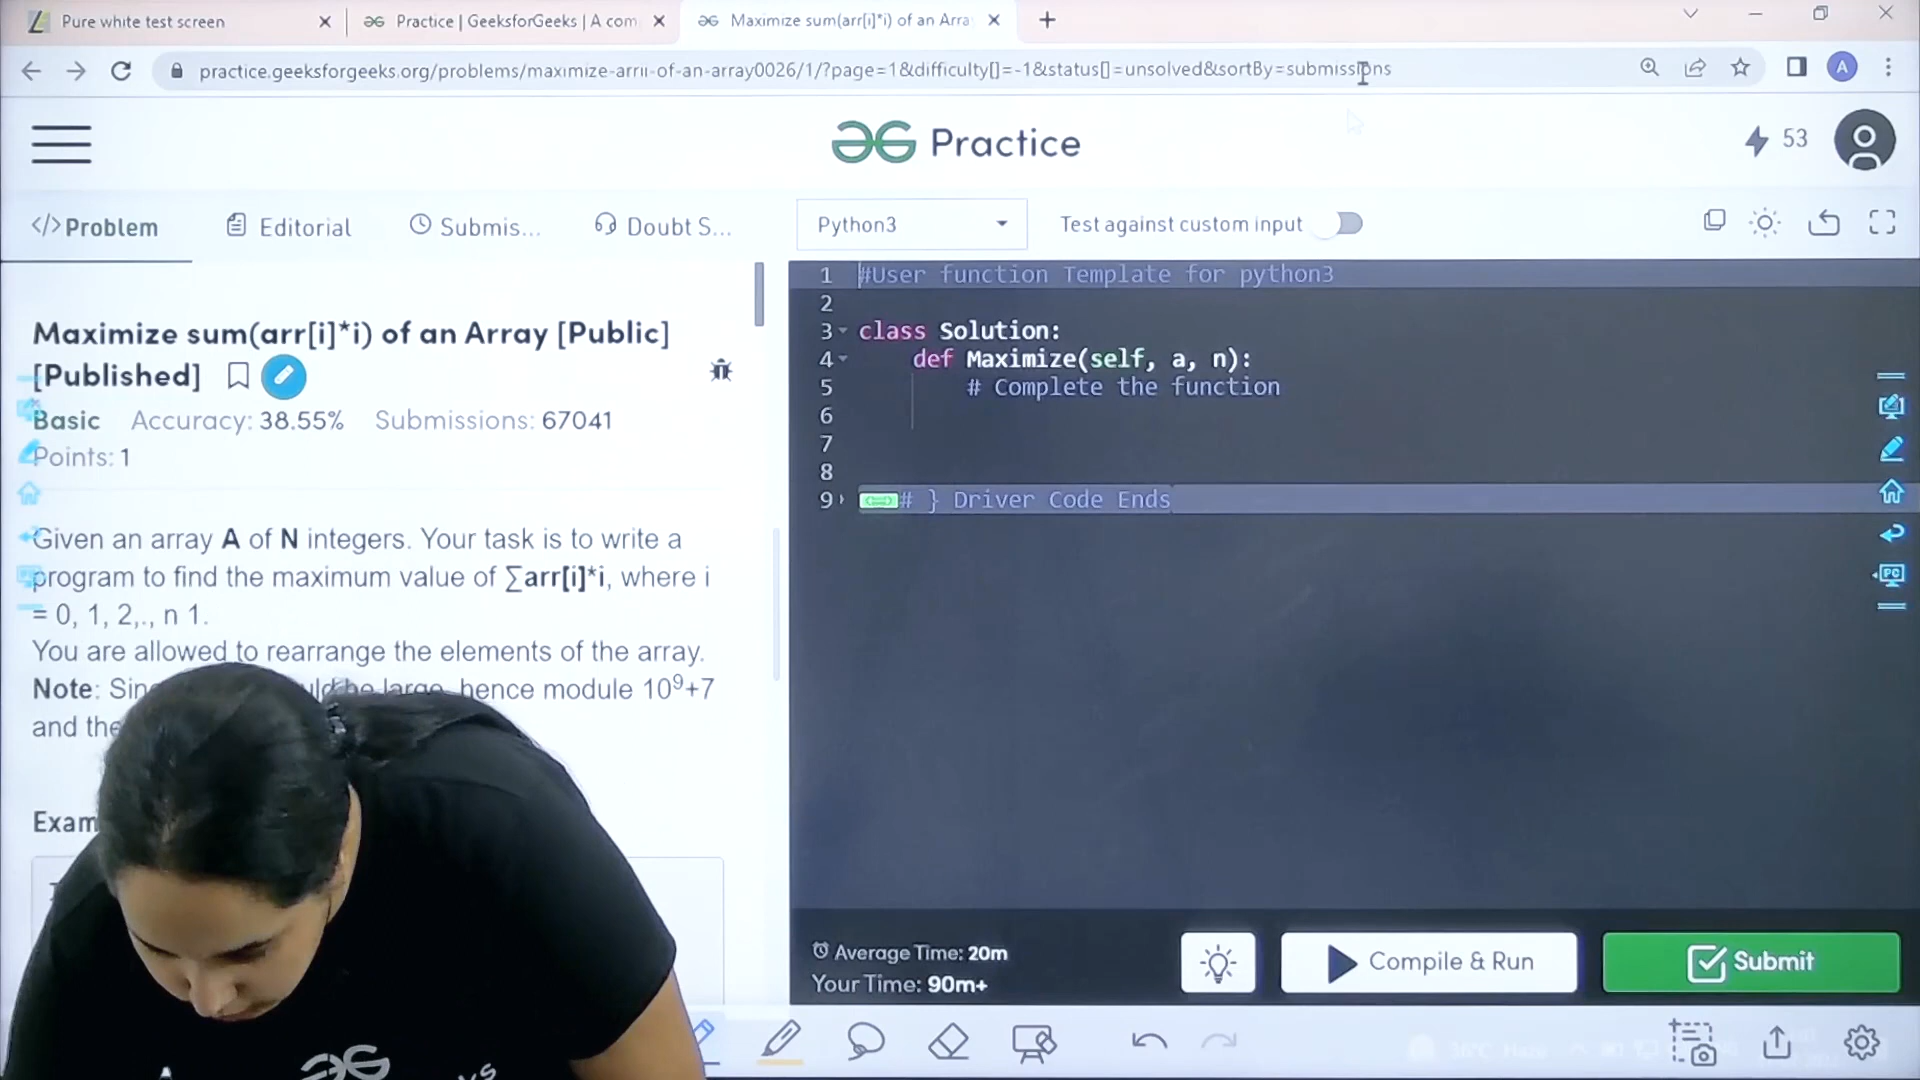 Pure white test screen
Practice | GeeksforGeeks | A com
Maximize sum(arr[i]*i) of an Arra
practice.geeksforgeeks.org/problems/maximize-arrii-of-an-array0026/1/?page=1&difficulty[]=-1&status[]=unsolved&sortBy=submissions
A
Practice
53
</>Problem
Editorial
Submis...
Doubt S...
Python3
Test against custom input
Maximize sum(arr[i]*i) of an Array [Public]
[Published]
Basic Accuracy: 38.55% Submissions: 67041
Points: 1
Given an array A of N integers. Your task is to write a
program to find the maximum value of ∑arr[i]*i, where i
= 0, 1, 2,., n 1.
You are allowed to rearrange the elements of the array.
Note: hence module 10⁹+7
and the
1 #User function Template for python3
2
3 class Solution:
4 def Maximize(self, a, n):
5 # Complete the function
6
7
8
9 # } Driver Code Ends
PC
Average Time: 20m
Your Time: 90m+
Compile & Run
Submit